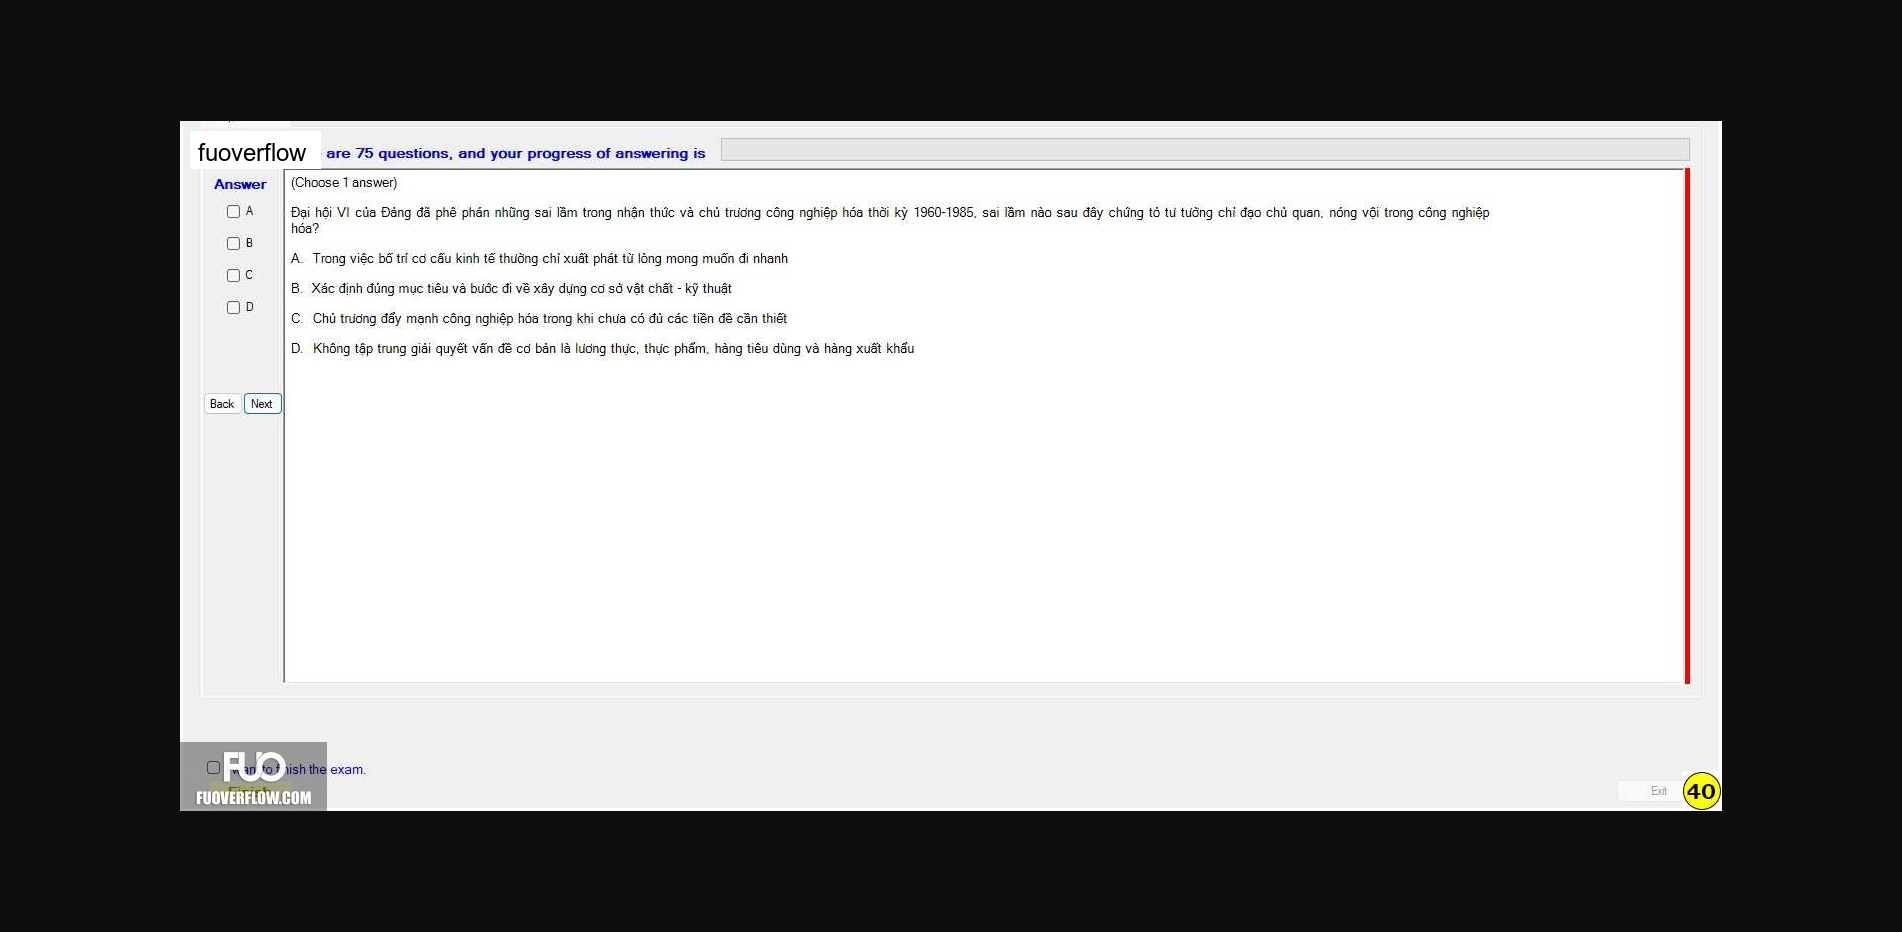 fuoverflow are 75 questions, and your progress of answering is
Answer
(Choose 1 answer)
A
Đại hội VI của Đảng đã phê phán những sai lầm trong nhận thức và chủ trương công nghiệp hóa thời kỳ 1960-1985, sai lầm nào sau đây chứng tỏ tư tưởng chỉ đạo chủ quan, nóng vội trong công nghiệp
hóa?
B
A. Trong việc bố trí cơ cấu kinh tế thường chỉ xuất phát từ lòng mong muốn đi nhanh
C
B. Xác định đúng mục tiêu và bước đi về xây dựng cơ sở vật chất - kỹ thuật
D
C. Chủ trương đẩy mạnh công nghiệp hóa trong khi chưa có đủ các tiền đề cần thiết
D. Không tập trung giải quyết vấn đề cơ bản là lương thực, thực phẩm, hàng tiêu dùng và hàng xuất khẩu
Back Next
FUO
the exam.
FUOVERFLOW.COM
Exit
40